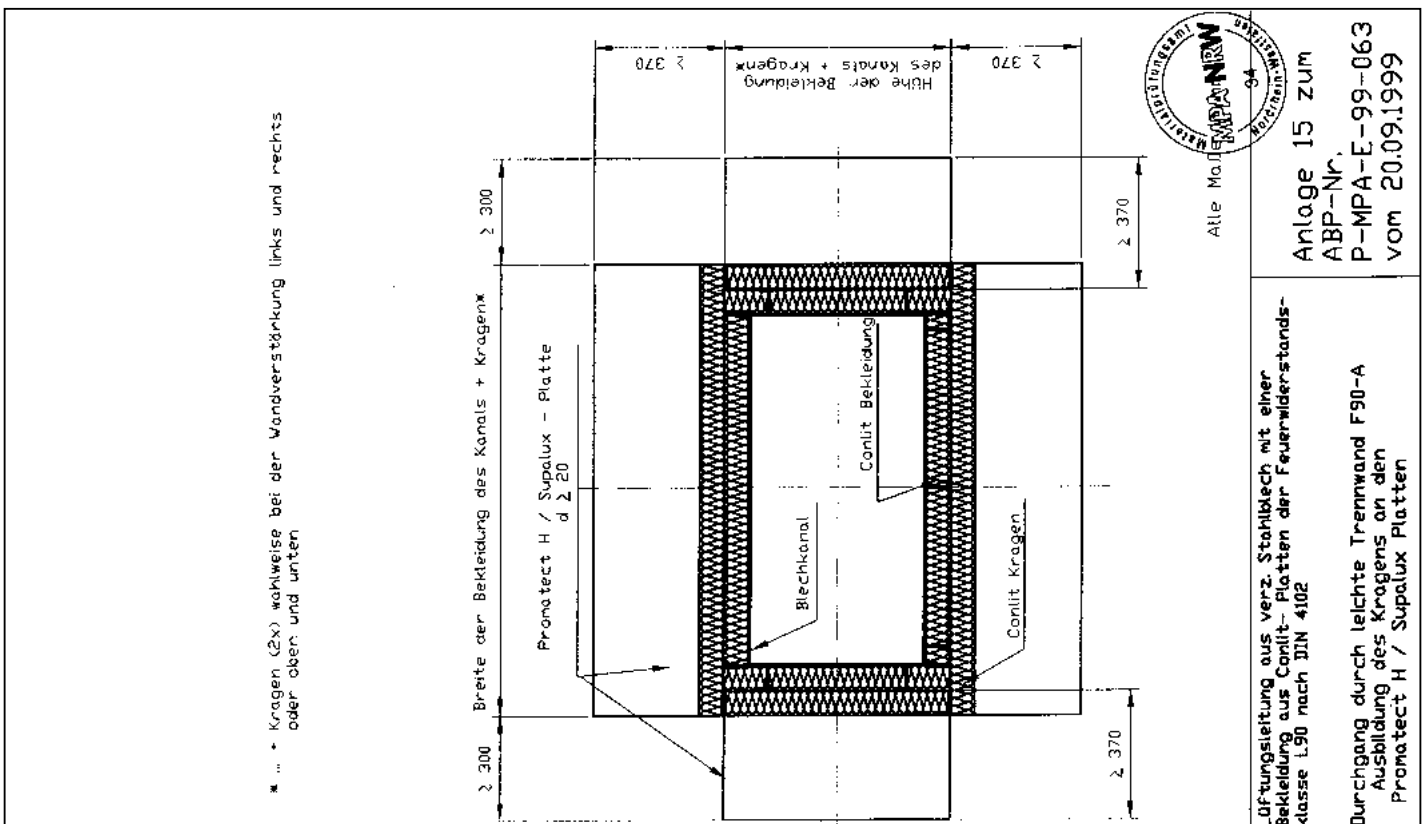 * ... + Kragen (2x) wahlweise bei der Wandverstärkung links und rechts
oder oben und unten
≥ 300
Breite der Bekleidung des Kanals + Kragen*
≥ 300
Promatect H / Supalux - Platte
d ≥ 20
≥ 370
Höhe der Bekleidung
des Kanals + Kragen*
≥ 370
Blechkanal
Conlit Bekleidung
Conlit Kragen
≥ 370
≥ 370
Alle Maße
Materialprüfungsamt
MPA NRW
94
Nordrhein-Westfalen
Lüftungsleitung aus verz. Stahlblech mit einer
Bekleidung aus Conlit- Platten der Feuerwiderstands-
klasse L90 nach DIN 4102
Durchgang durch leichte Trennwand F90-A
Ausbildung des Kragens an den
Promatect H / Supalux Platten
Anlage 15 zum
ABP-Nr.
P-MPA-E-99-063
vom 20.09.1999